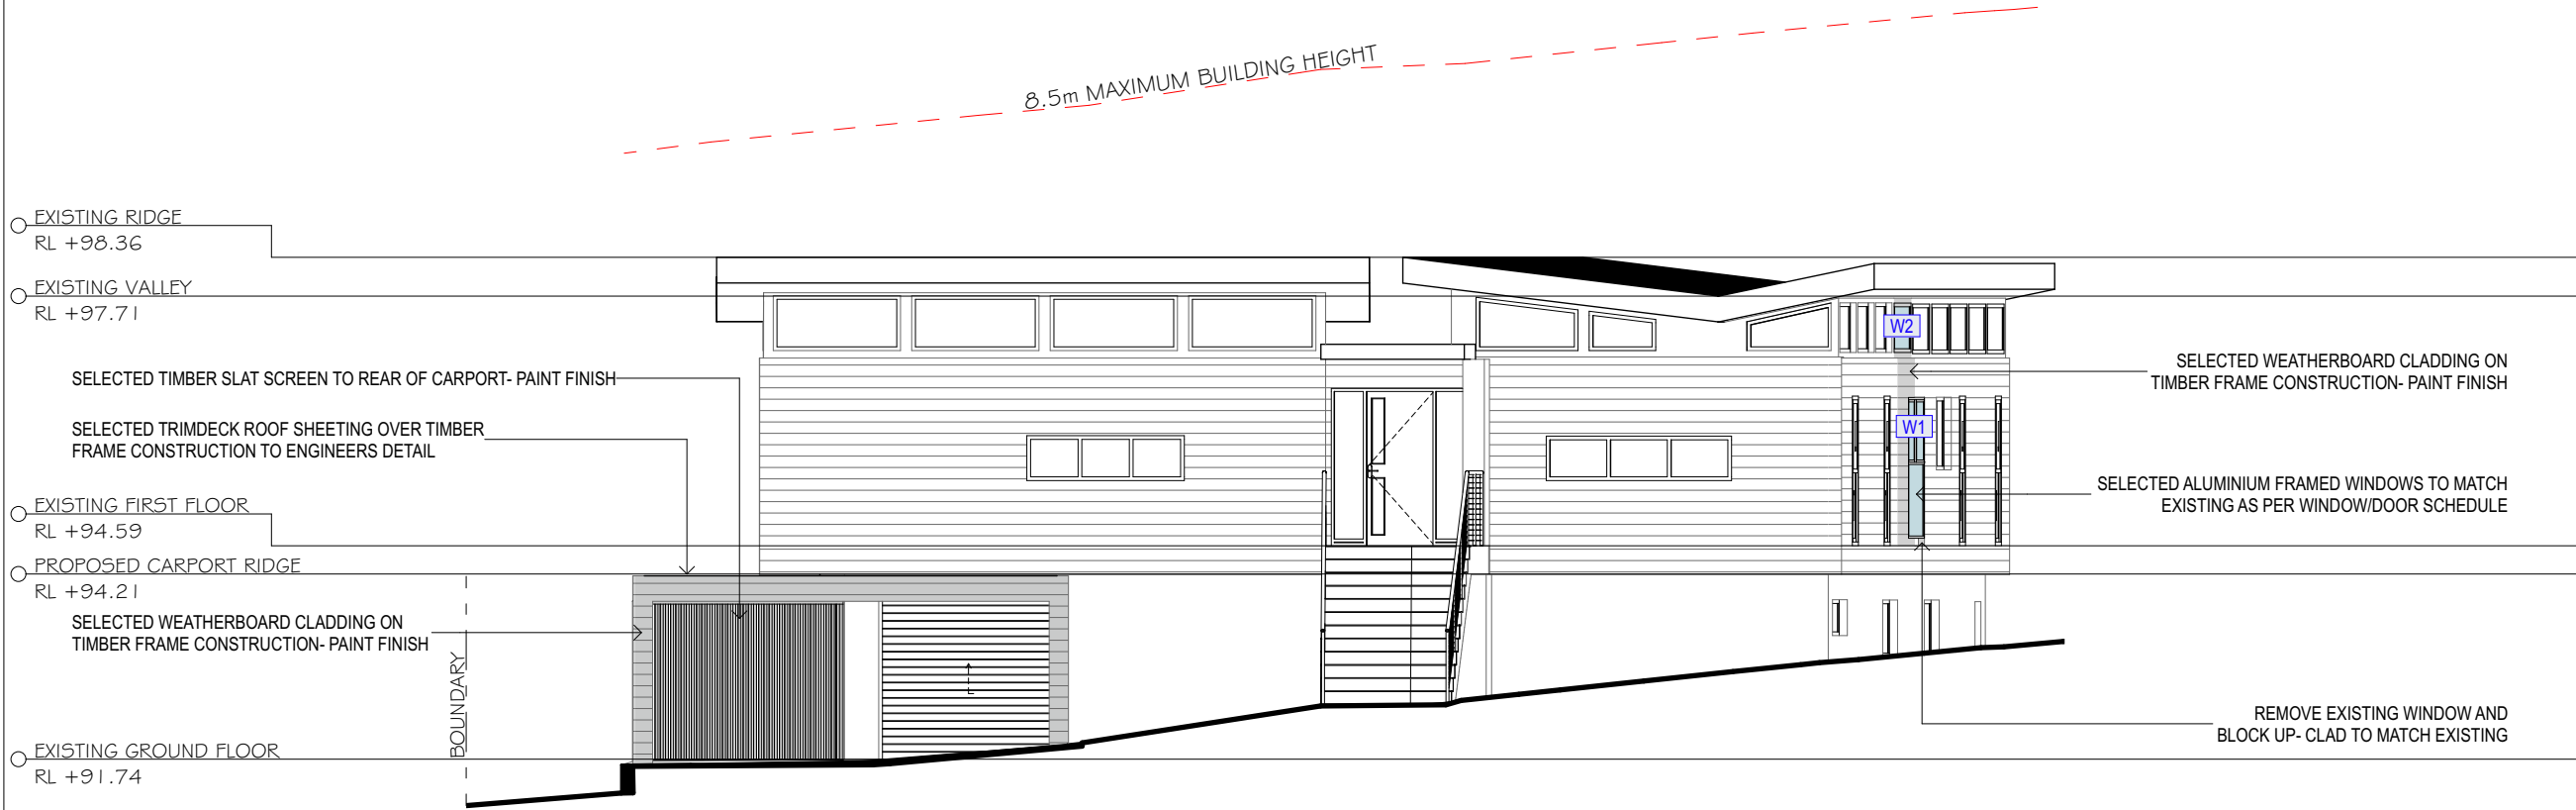 8.5m MAXIMUM BUILDING HEIGHT
EXISTING RIDGE
RL +98.36
EXISTING VALLEY
RL +97.71
SELECTED TIMBER SLAT SCREEN TO REAR OF CARPORT- PAINT FINISH
SELECTED TRIMDECK ROOF SHEETING OVER TIMBER
FRAME CONSTRUCTION TO ENGINEERS DETAIL
EXISTING FIRST FLOOR
RL +94.59
PROPOSED CARPORT RIDGE
RL +94.21
SELECTED WEATHERBOARD CLADDING ON
TIMBER FRAME CONSTRUCTION- PAINT FINISH
BOUNDARY
EXISTING GROUND FLOOR
RL +91.74
W2
W1
SELECTED WEATHERBOARD CLADDING ON
TIMBER FRAME CONSTRUCTION- PAINT FINISH
SELECTED ALUMINIUM FRAMED WINDOWS TO MATCH
EXISTING AS PER WINDOW/DOOR SCHEDULE
REMOVE EXISTING WINDOW AND
BLOCK UP- CLAD TO MATCH EXISTING